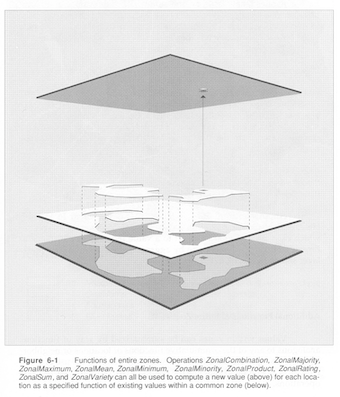 Figure 6-1 Functions of entire zones. Operations ZonalCombination, ZonalMajority,
ZonalMaximum, ZonalMean, ZonalMinimum, ZonalMinority, ZonalProduct, ZonalRating,
ZonalSum, and ZonalVariety can all be used to compute a new value (above) for each loca-
tion as a specified function of existing values within a common zone (below).